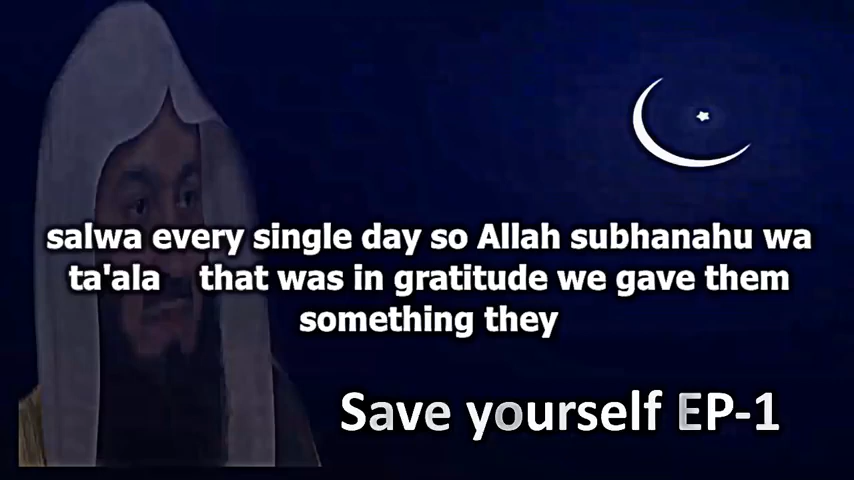 salwa every single day so Allah subhanahu wa
ta'ala that was in gratitude we gave them
something they
Save yourself EP-1